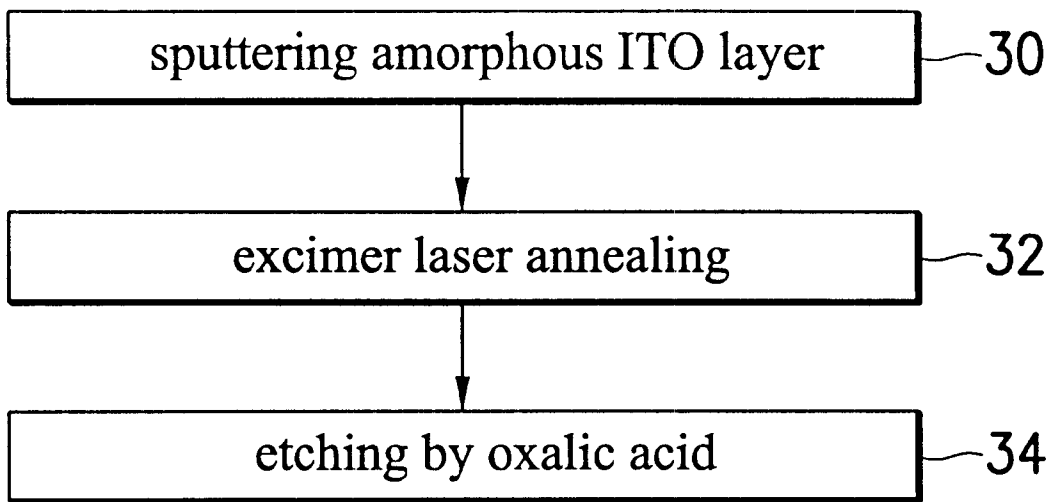 sputtering amorphous ITO layer 30
excimer laser annealing 32
etching by oxalic acid 34